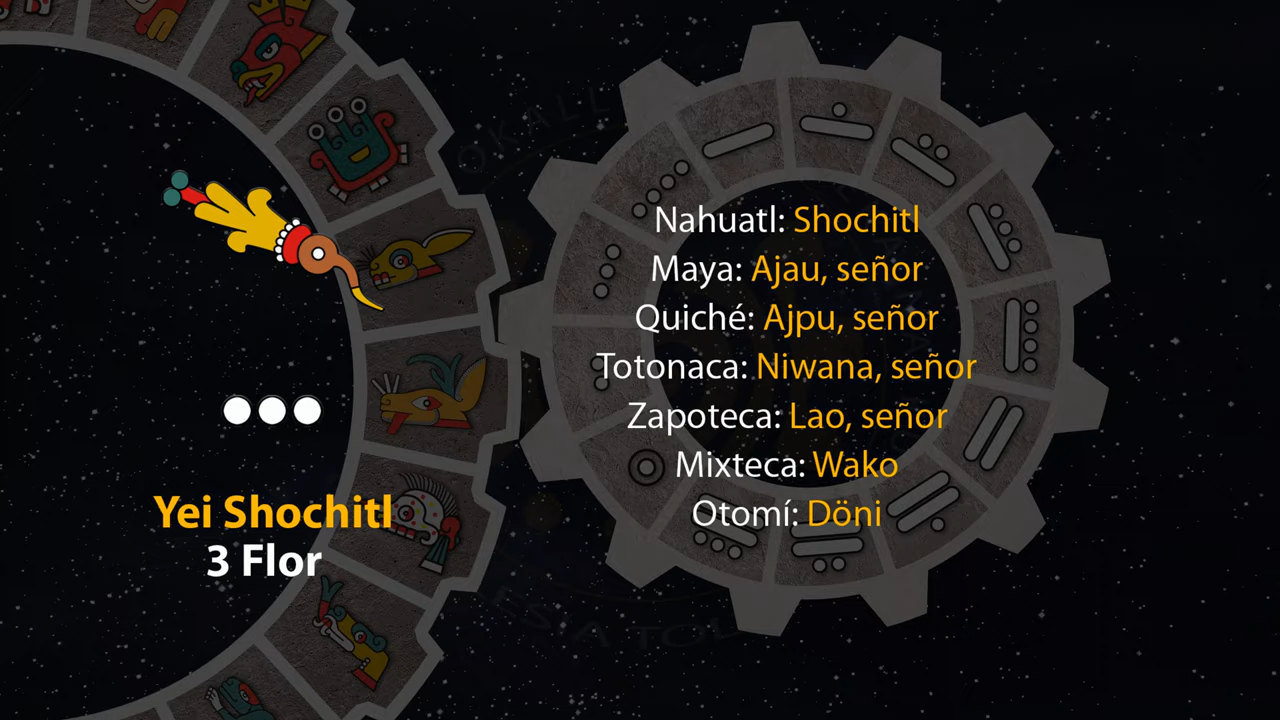 Nahuatl: Shochitl
Maya: Ajau, señor
Quiché: Ajpu, señor
Totonaca: Niwana, señor
Zapoteca: Lao, señor
Mixteca: Wako
Otomí: Döni
Yei Shochitl
3 Flor